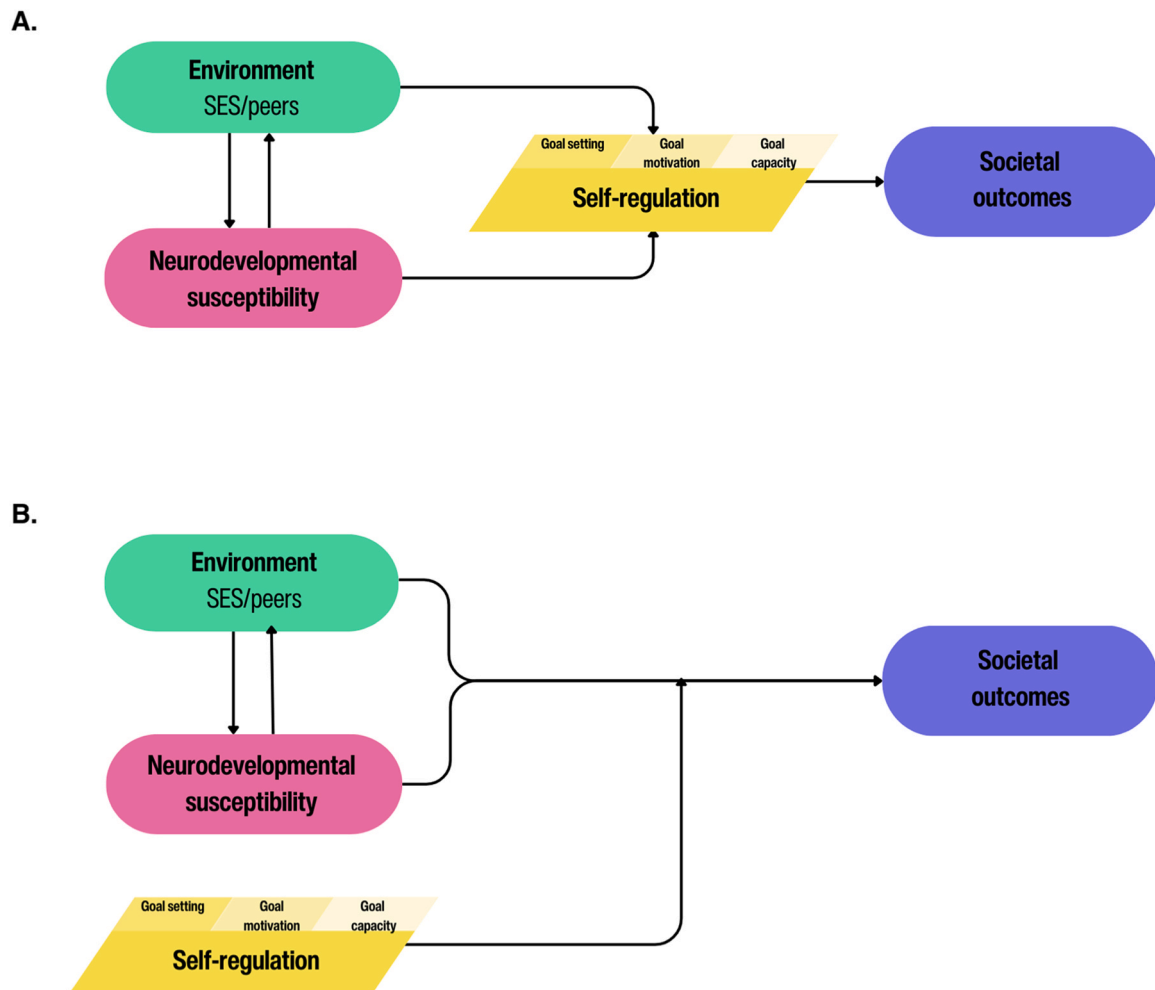 A.
Environment
SES/peers
Goal setting
Goal
motivation
Goal
capacity
Self-regulation
Societal
outcomes
Neurodevelopmental
susceptibility
B.
Environment
SES/peers
Societal
outcomes
Neurodevelopmental
susceptibility
Goal setting
Goal
motivation
Goal
capacity
Self-regulation